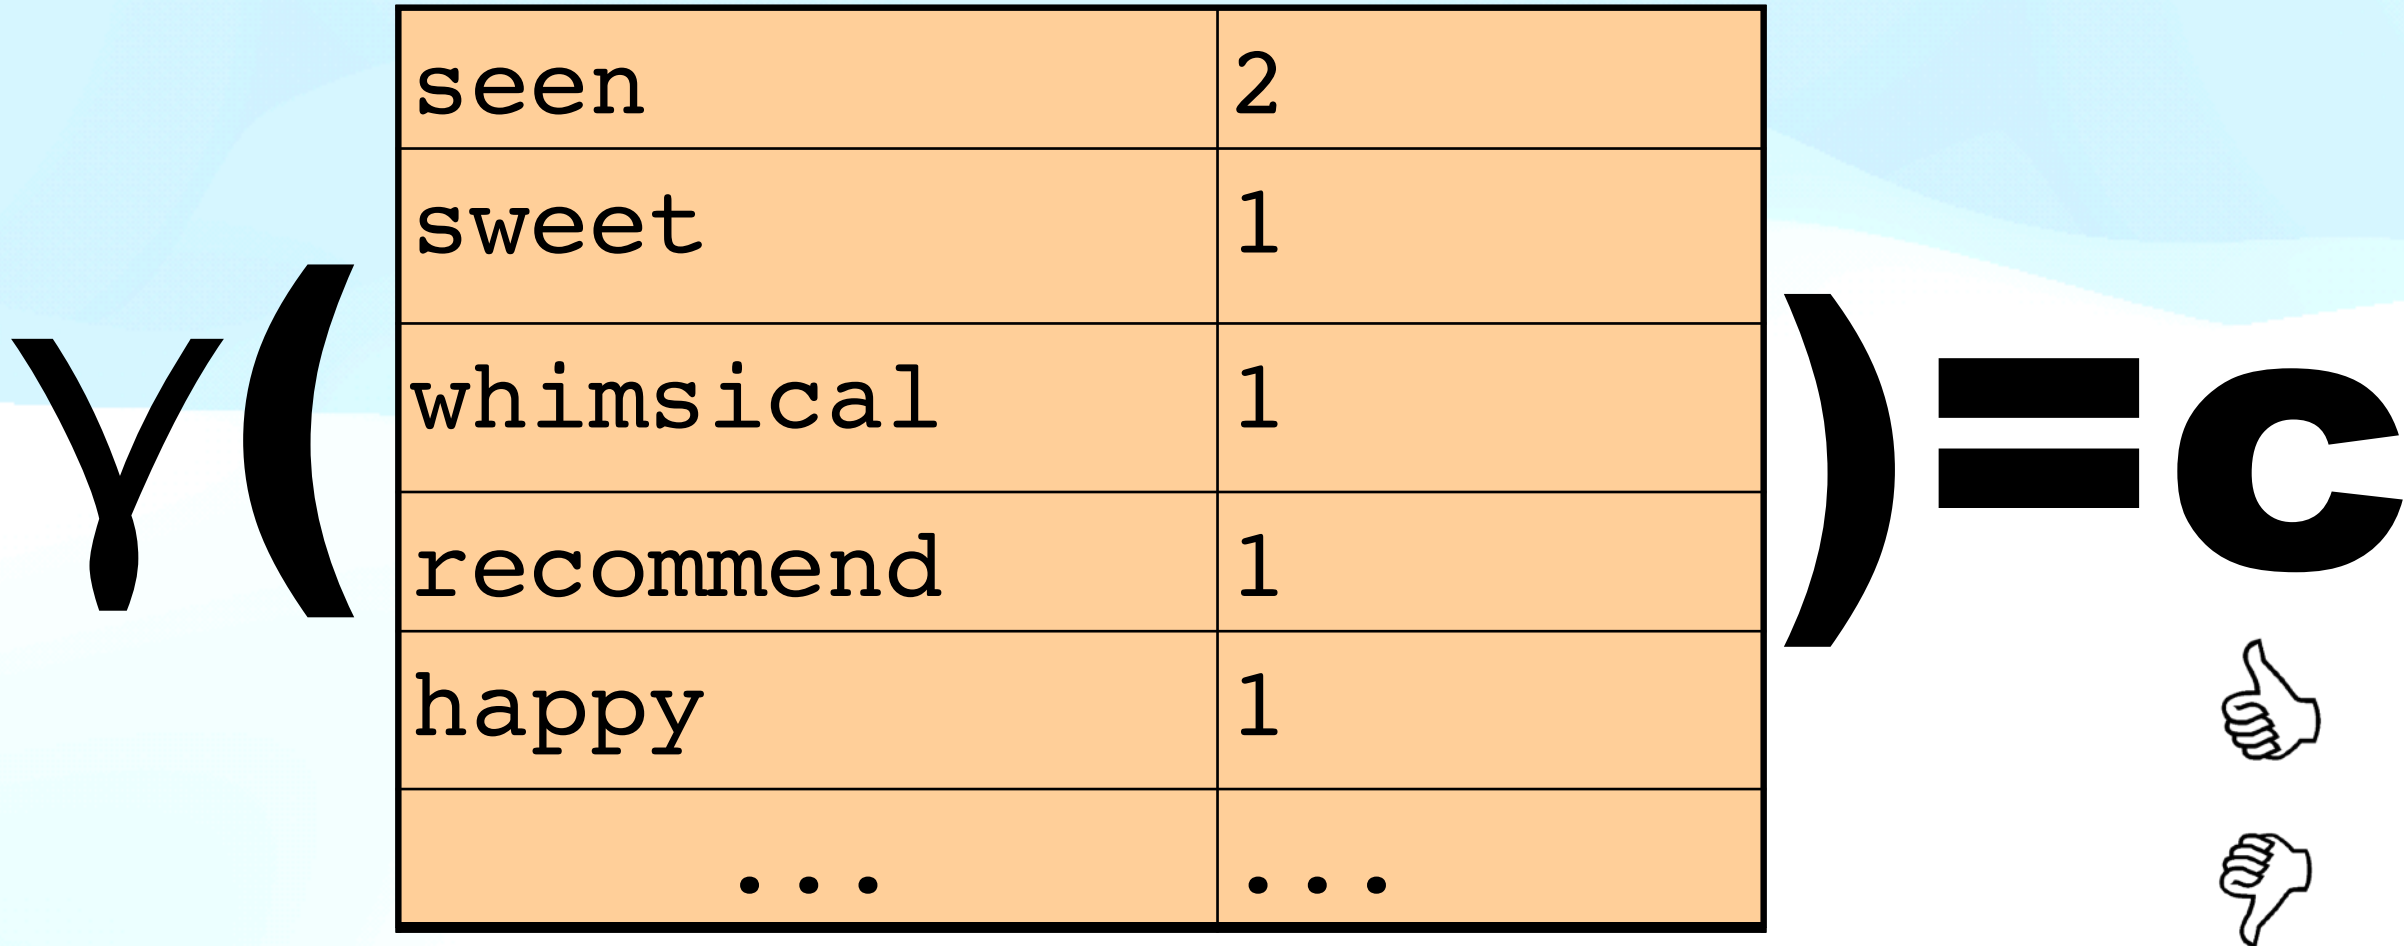 seen 2
sweet 1
whimsical 1
γ( recommend 1 )=c
happy 1
... ...